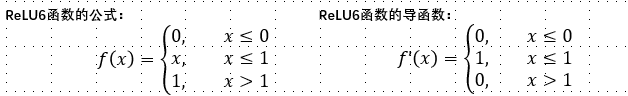 ReLU6函数的公式： ReLU6函数的导函数：
f(x) = { 0, x ≤ 0   f'(x) = { 0, x ≤ 0
x, x ≤ 1   1, x ≤ 1
1, x > 1   0, x > 1